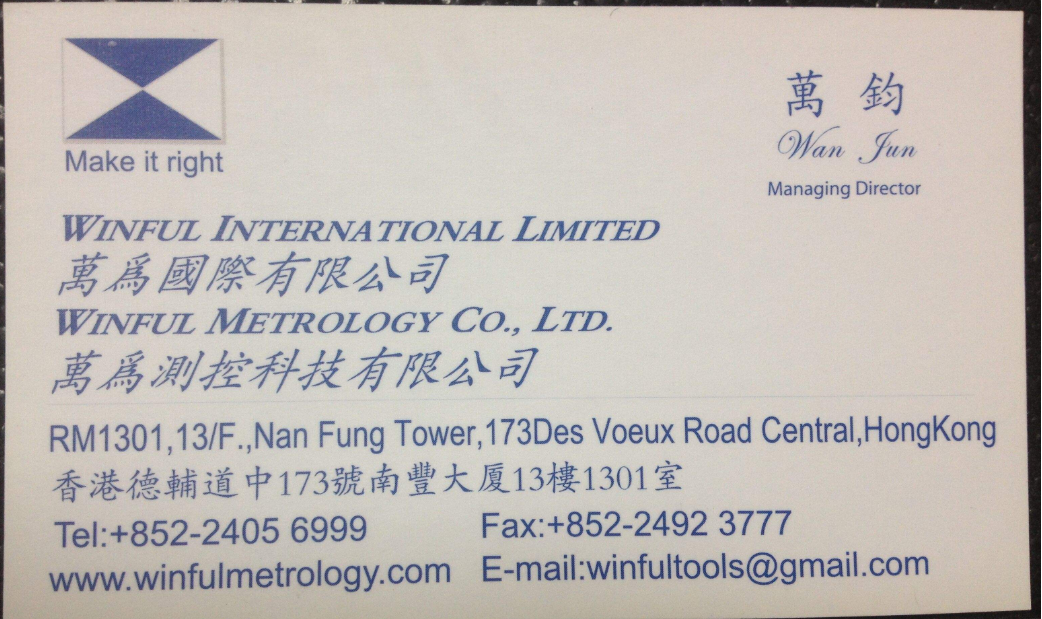 Make it right
萬 鈞
Wan Jun
Managing Director
WINFUL INTERNATIONAL LIMITED
萬爲國際有限公司
WINFUL METROLOGY CO., LTD.
萬爲測控科技有限公司
RM1301,13/F.,Nan Fung Tower,173Des Voeux Road Central,HongKong
香港德輔道中173號南豐大厦13樓1301室
Tel:+852-2405 6999 Fax:+852-2492 3777
www.winfulmetrology.com E-mail:winfultools@gmail.com